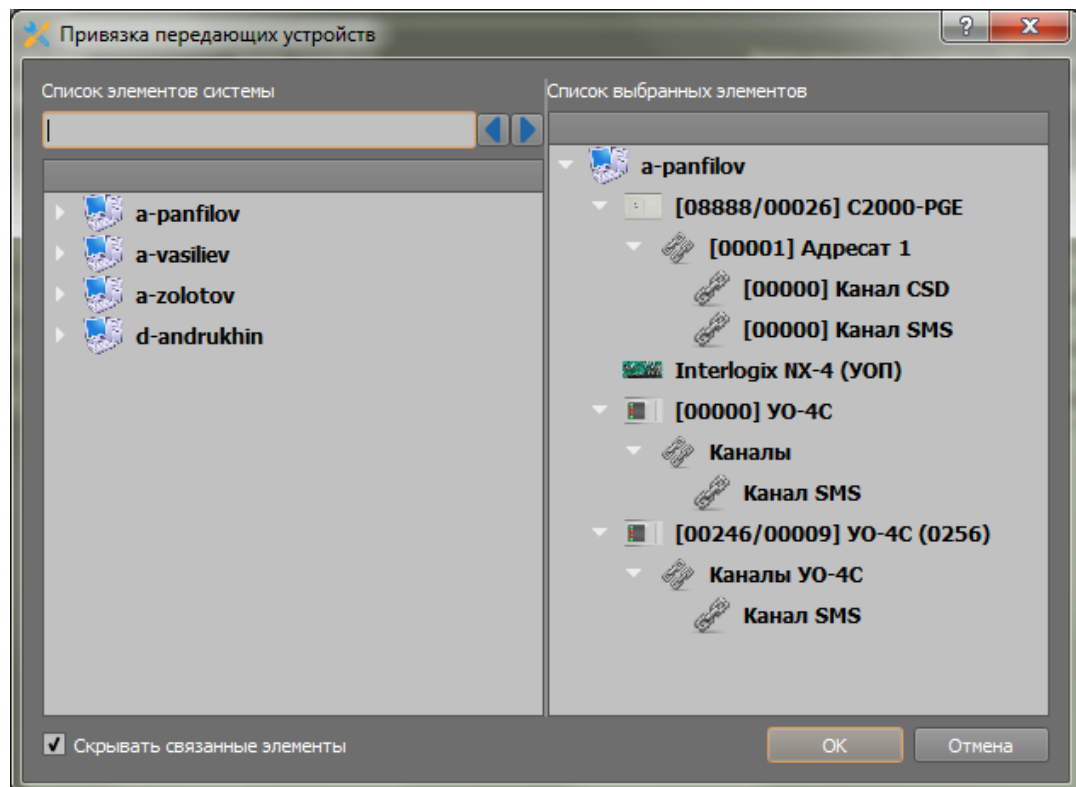 Привязка передающих устройств
Список элементов системы
a-panfilov
a-vasiliev
a-zolotov
d-andrukhin
Список выбранных элементов
a-panfilov
[08888/00026] C2000-PGE
[00001] Адресат 1
[00000] Канал CSD
[00000] Канал SMS
Interlogix NX-4 (УОП)
[00000] УО-4С
Каналы
Канал SMS
[00246/00009] УО-4С (0256)
Каналы УО-4С
Канал SMS
Скрывать связанные элементы
OK
Отмена